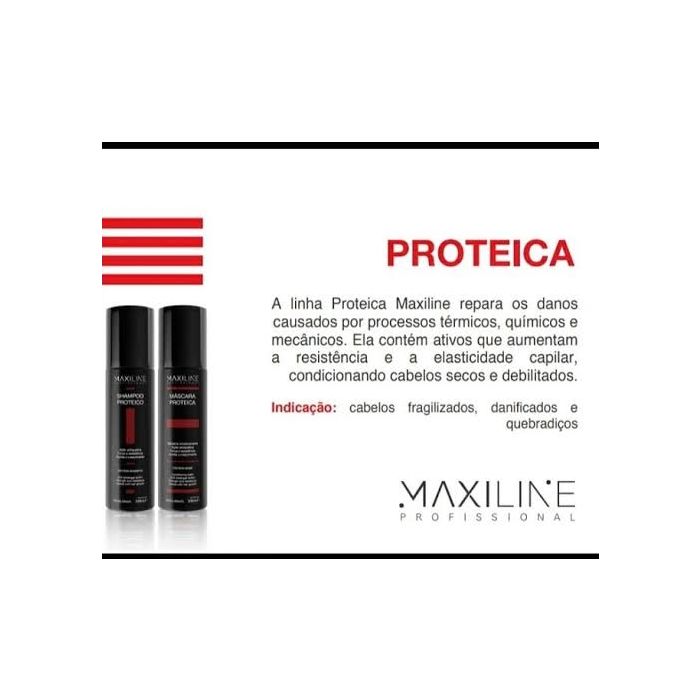 PROTEICA
A linha Proteica Maxiline repara os danos
causados por processos térmicos, químicos e
mecânicos. Ela contém ativos que aumentam
a resistência e a elasticidade capilar,
condicionando cabelos secos e debilitados.
Indicação: cabelos fragilizados, danificados e
quebradiços
MAXILINE
PROFISSIONAL
SHAMPOO
PROTEICO
MAXILINE
PROFISSIONAL
MÁSCARA
PROTEICA
MAXILINE
PROFISSIONAL